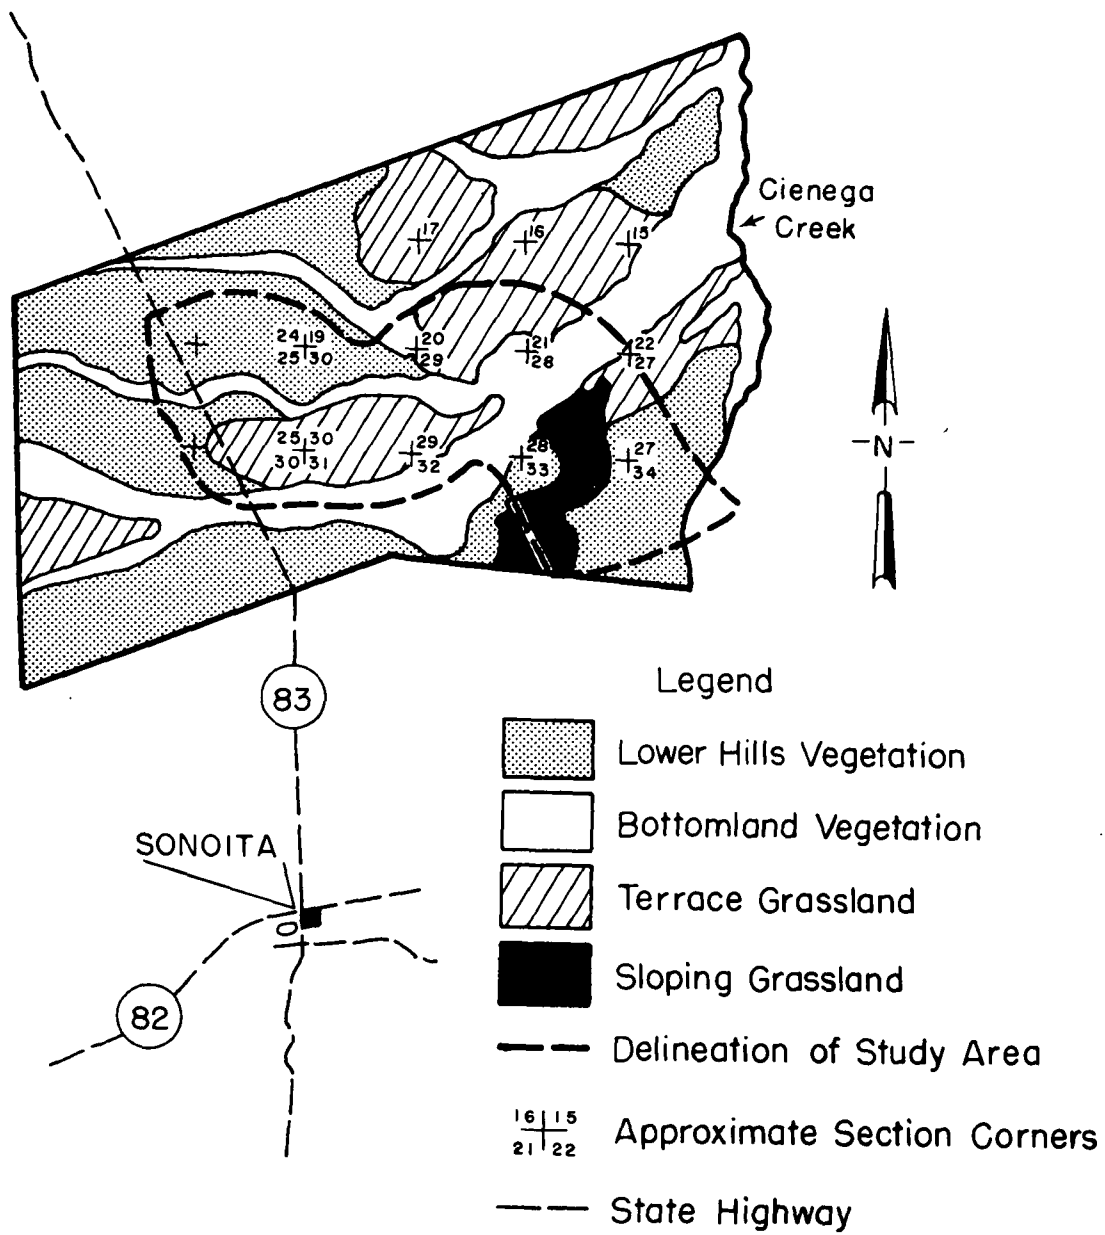 Cienega
Creek
17
16
15
24 19
25 30
20
29
21
28
22
27
25 30
30 31
29
32
28
33
27
34
N
83
Legend
Lower Hills Vegetation
Bottomland Vegetation
Terrace Grassland
Sloping Grassland
Delineation of Study Area
16 15
21 22
Approximate Section Corners
State Highway
SONOITA
82